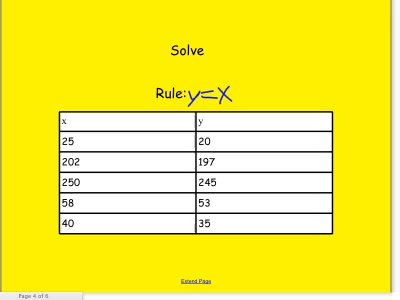 Solve
Rule: y=x
x y
25 20
202 197
250 245
58 53
40 35
Extend Page
Page 4 of 6